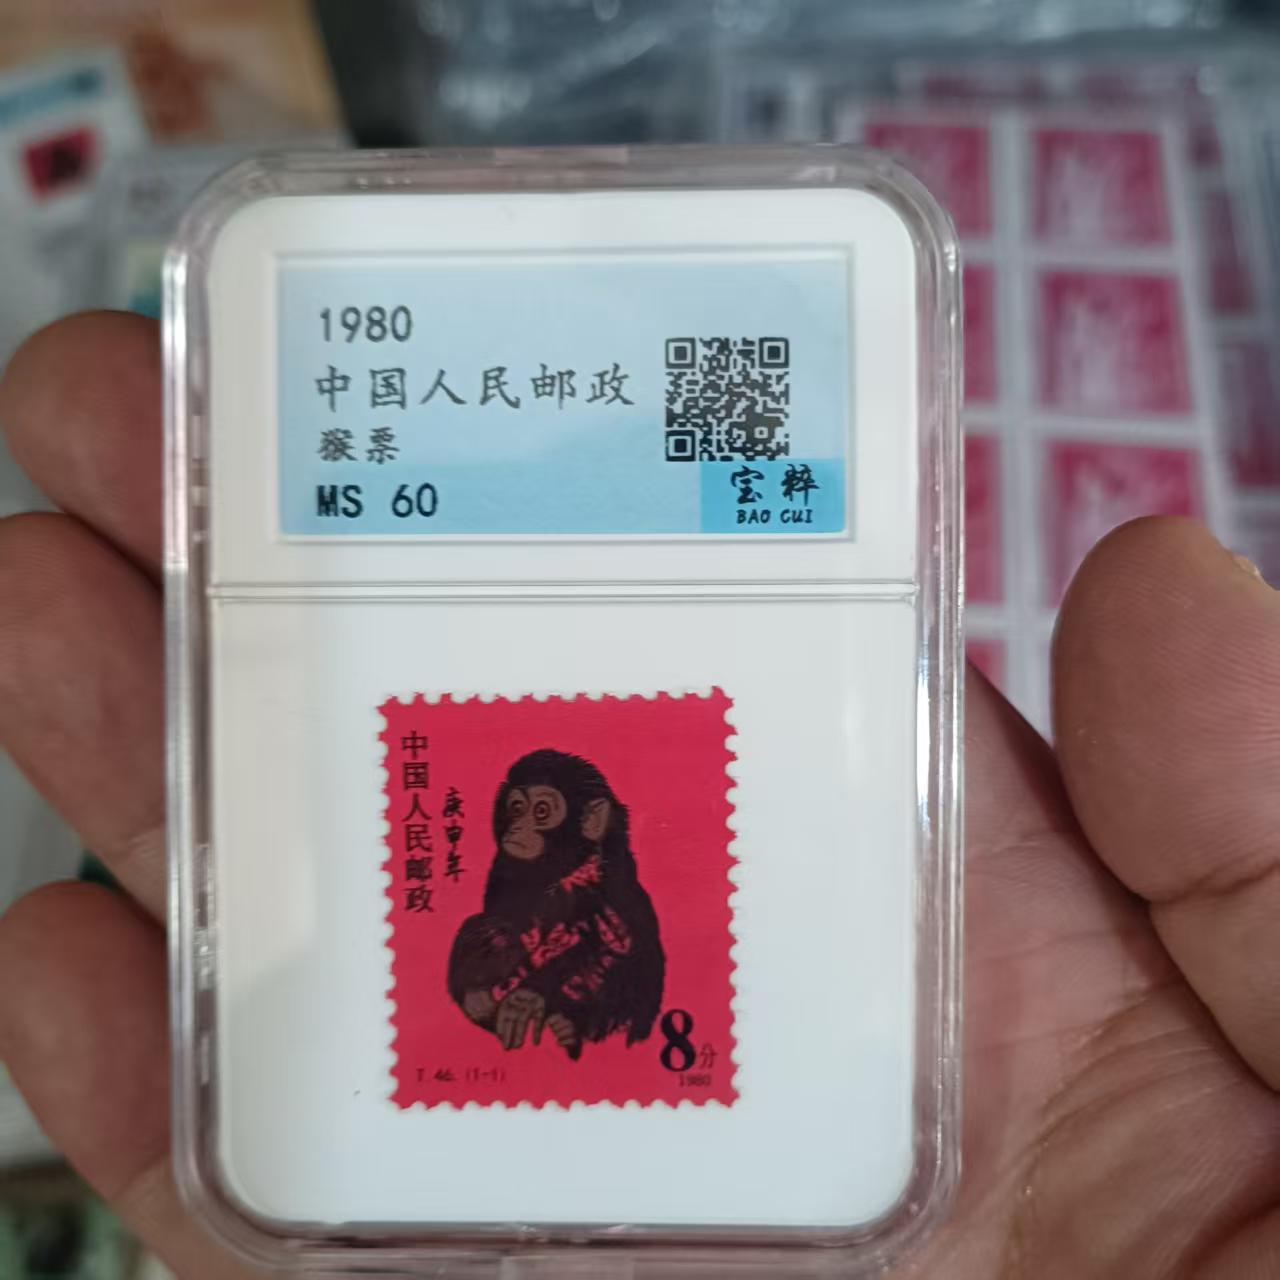 1980
中国人民邮政
猴票
MS 60
宝粹
BAO CUI
中国人民邮政
庚申年
8分
1980
T.46.(1-1)